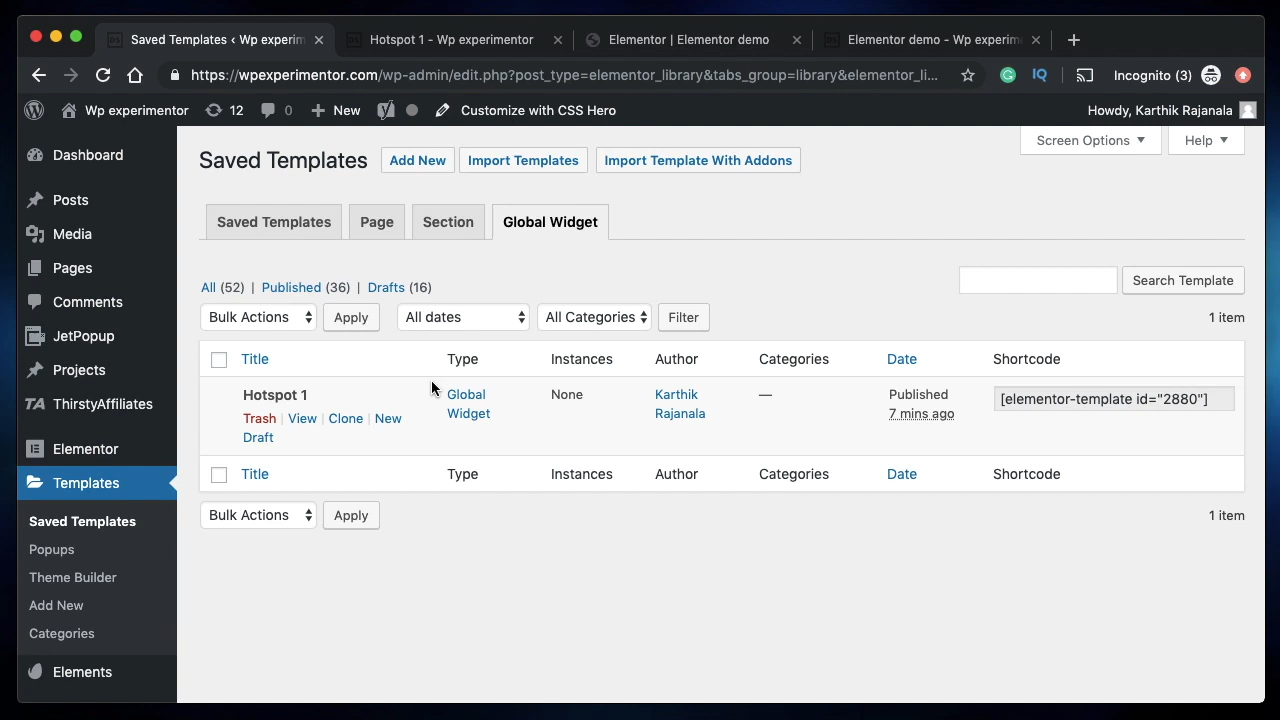 Saved Templates ‹ Wp experim
Hotspot 1 - Wp experimentor
Elementor | Elementor demo
Elementor demo - Wp experim
https://wpexperimentor.com/wp-admin/edit.php?post_type=elementor_library&tabs_group=library&elementor_li...
IQ
Incognito (3)
Wp experimentor
12
0
New
Customize with CSS Hero
Howdy, Karthik Rajanala
Dashboard
Posts
Media
Pages
Comments
JetPopup
Projects
TA ThirstyAffiliates
Elementor
Templates
Saved Templates
Popups
Theme Builder
Add New
Categories
Elements
Screen Options
Help
Saved Templates
Add New
Import Templates
Import Template With Addons
Saved Templates
Page
Section
Global Widget
All (52) | Published (36) | Drafts (16)
Search Template
Bulk Actions
Apply
All dates
All Categories
Filter
1 item
Title Type Instances Author Categories Date Shortcode
Hotspot 1
Trash | View | Clone | New
Draft
Global
Widget
None
Karthik
Rajanala
—
Published
7 mins ago
[elementor-template id="2880"]
Title Type Instances Author Categories Date Shortcode
Bulk Actions
Apply
1 item